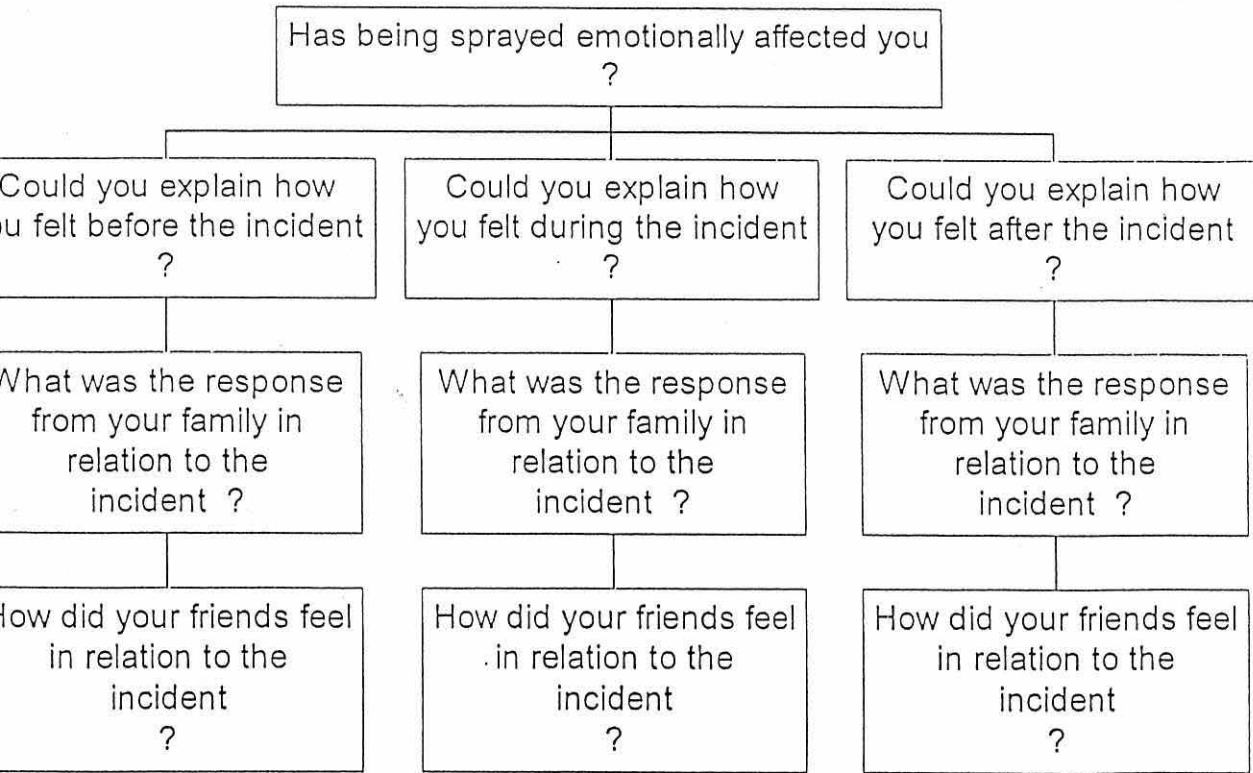 Has being sprayed emotionally affected you
?
Could you explain how
ou felt before the incident
?
What was the response
from your family in
relation to the
incident ?
How did your friends feel
in relation to the
incident
?
Could you explain how
you felt during the incident
?
What was the response
from your family in
relation to the
incident ?
How did your friends feel
in relation to the
incident
?
Could you explain how
you felt after the incident
?
What was the response
from your family in
relation to the
incident ?
How did your friends feel
in relation to the
incident
?